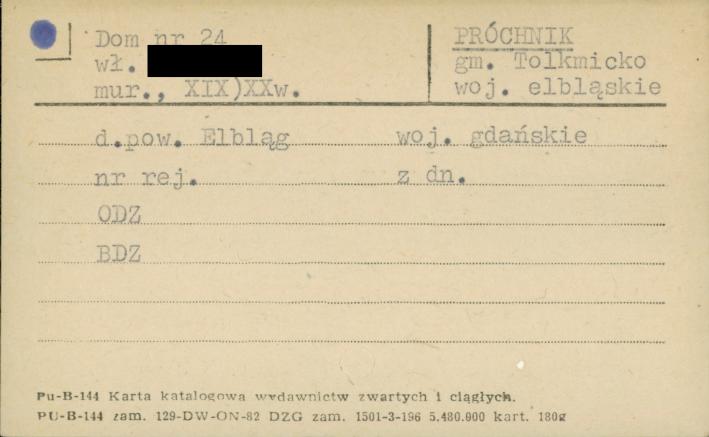 Dom nr 24
wł.
mur., XIX)XXw.
PRÓCHNIK
gm. Tolkmicko
woj. elbląskie
d.pow. Elbląg woj. gdańskie
nr rej. z dn.
ODZ
BDZ
Pu-B-144 Karta katalogowa wydawnictw zwartych i ciągłych.
PU-B-144 zam. 129-DW-ON-82 DZG zam. 1501-3-196 5.480.000 kart. 180g